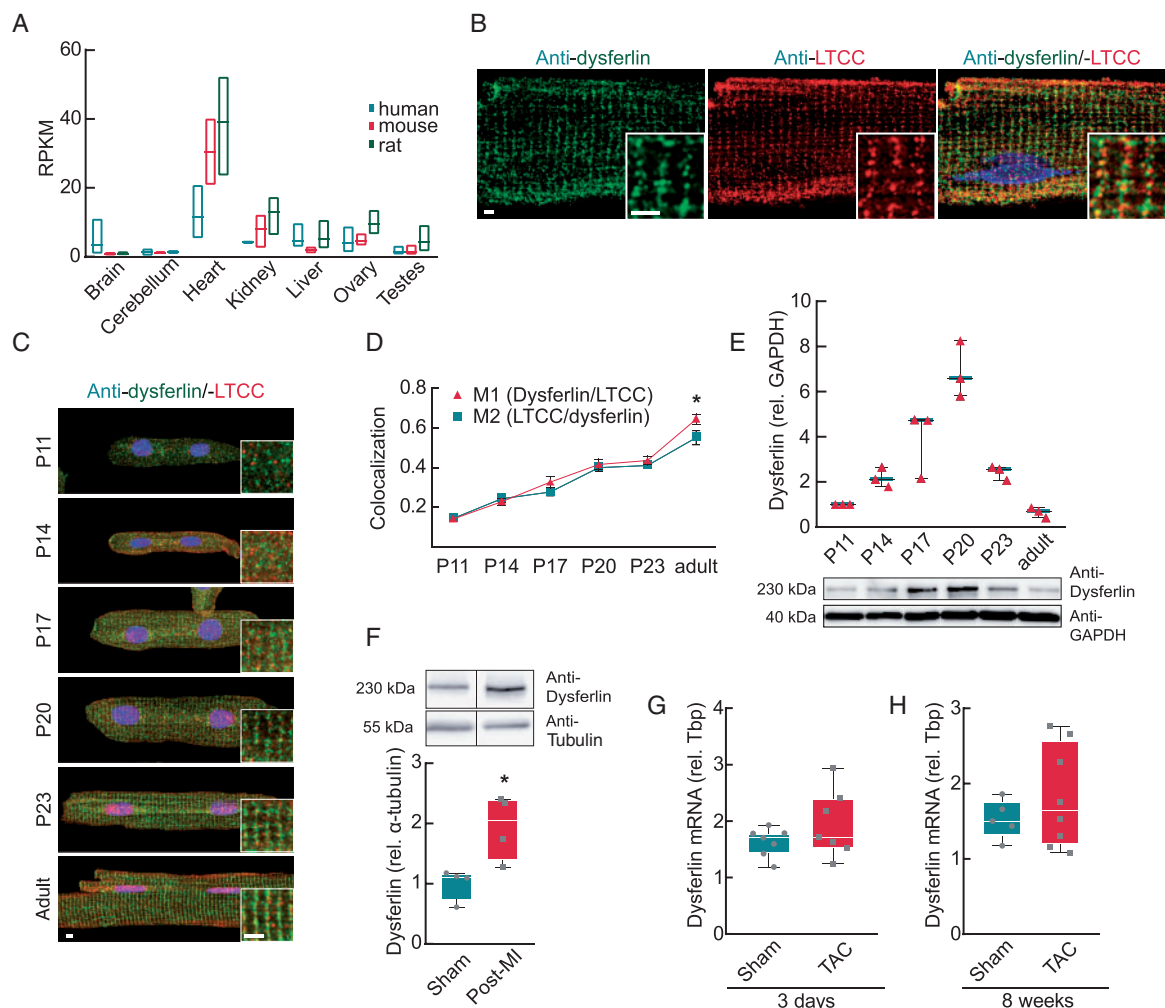 A
60
40
20
0
RPKM
human
mouse
rat
Brain
Cerebellum
Heart
Kidney
Liver
Ovary
Testes
B
Anti-dysferlin
Anti-LTCC
Anti-dysferlin/-LTCC
C
Anti-dysferlin/-LTCC
P11
P14
P17
P20
P23
Adult
D
0.8
0.6
0.4
0.2
Colocalization
M1 (Dysferlin/LTCC)
M2 (LTCC/dysferlin)
*
P11 P14 P17 P20 P23 adult
E
10
8
6
4
2
0
Dysferlin (rel. GAPDH)
P11
P14
P17
P20
P23
adult
230 kDa
Anti-
Dysferlin
40 kDa
Anti-
GAPDH
F
230 kDa
Anti-
Dysferlin
55 kDa
Anti-
-Tubulin
3
2
1
0
Dysferlin (rel. α-tubulin)
*
Sham
Post-MI
G
4
3
2
1
0
Dysferlin mRNA (rel. Tbp)
Sham
TAC
3 days
H
3
2
1
0
Dysferlin mRNA (rel. Tbp)
Sham
TAC
8 weeks